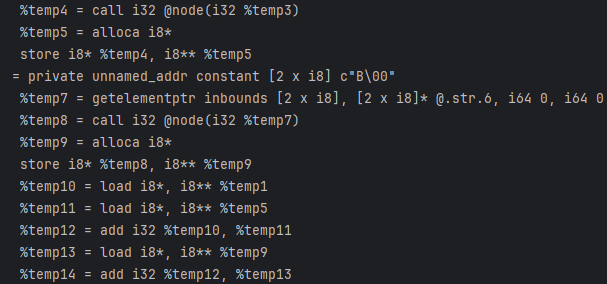 %temp4 = call i32 @node(i32 %temp3)
%temp5 = alloca i8*
store i8* %temp4, i8** %temp5
= private unnamed_addr constant [2 x i8] c"B\00"
%temp7 = getelementptr inbounds [2 x i8], [2 x i8]* @.str.6, i64 0, i64 0
%temp8 = call i32 @node(i32 %temp7)
%temp9 = alloca i8*
store i8* %temp8, i8** %temp9
%temp10 = load i8*, i8** %temp1
%temp11 = load i8*, i8** %temp5
%temp12 = add i32 %temp10, %temp11
%temp13 = load i8*, i8** %temp9
%temp14 = add i32 %temp12, %temp13